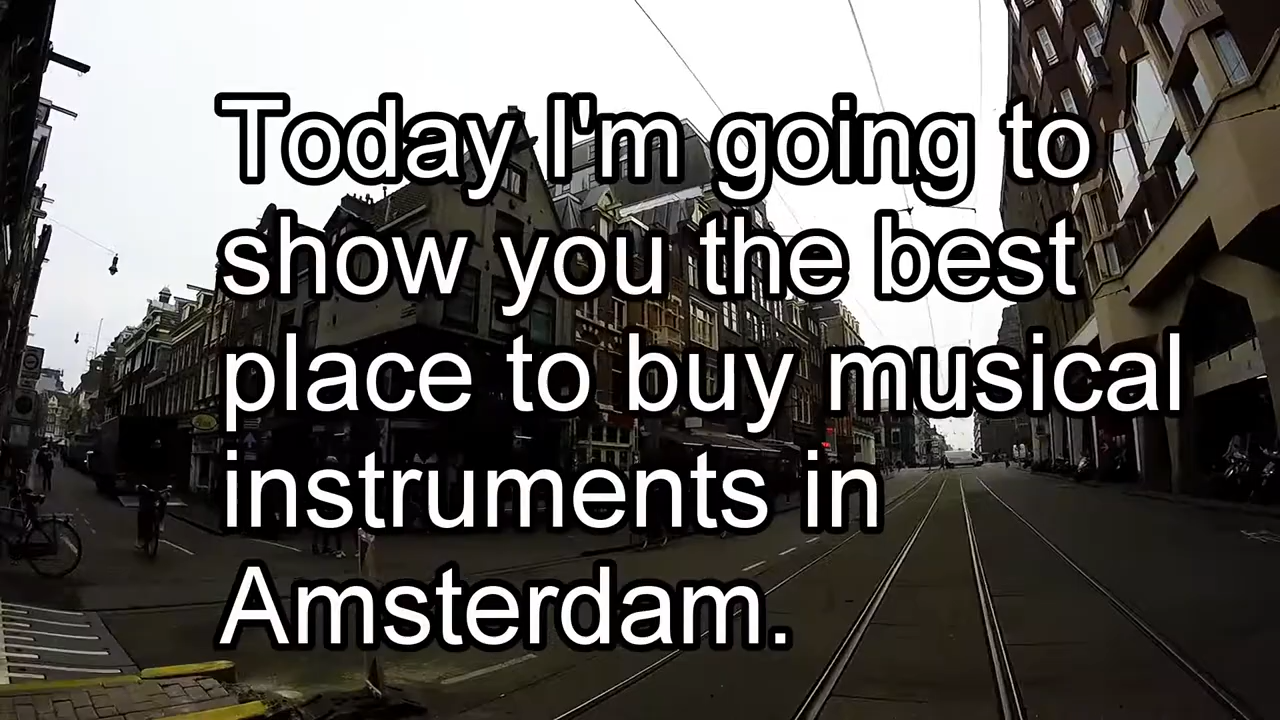 Today I'm going to
show you the best
place to buy musical
instruments in
Amsterdam.